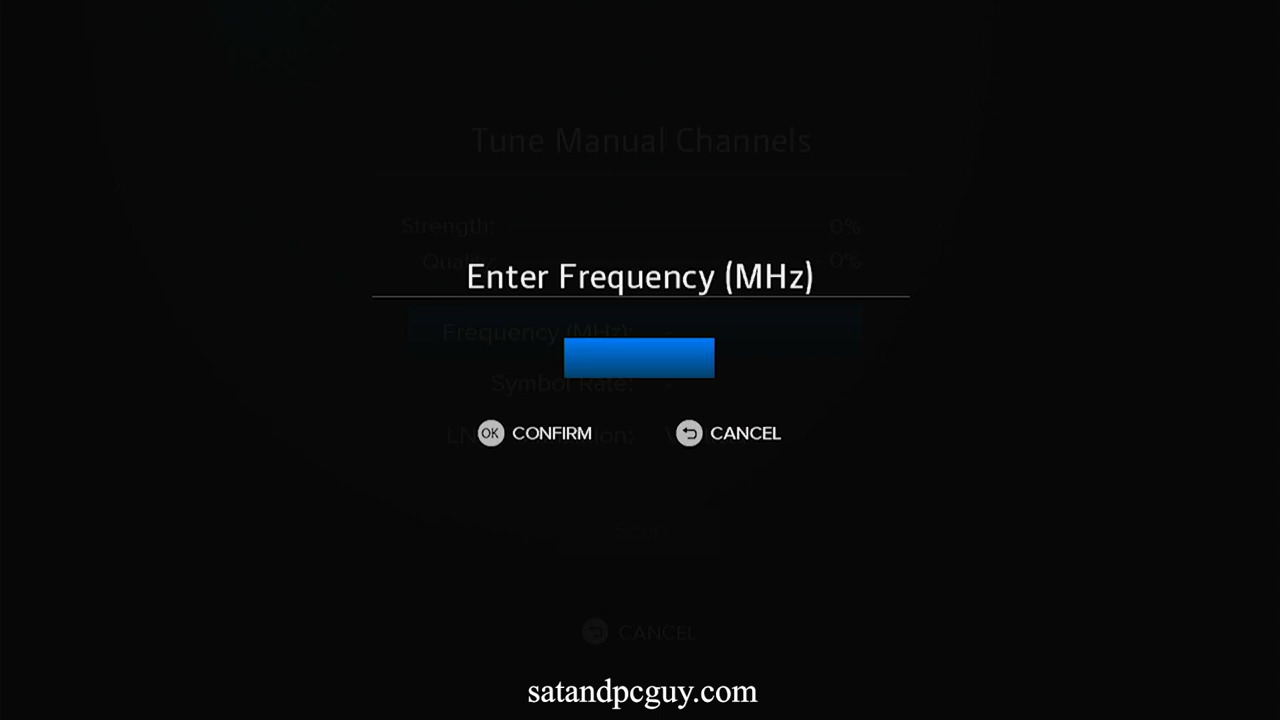 Tune Manual Channels
Strength: 0%
0%
Enter Frequency (MHz)
Frequency (MHz):
Symbol Rate:
OK CONFIRM CANCEL
CANCEL
satandpcguy.com